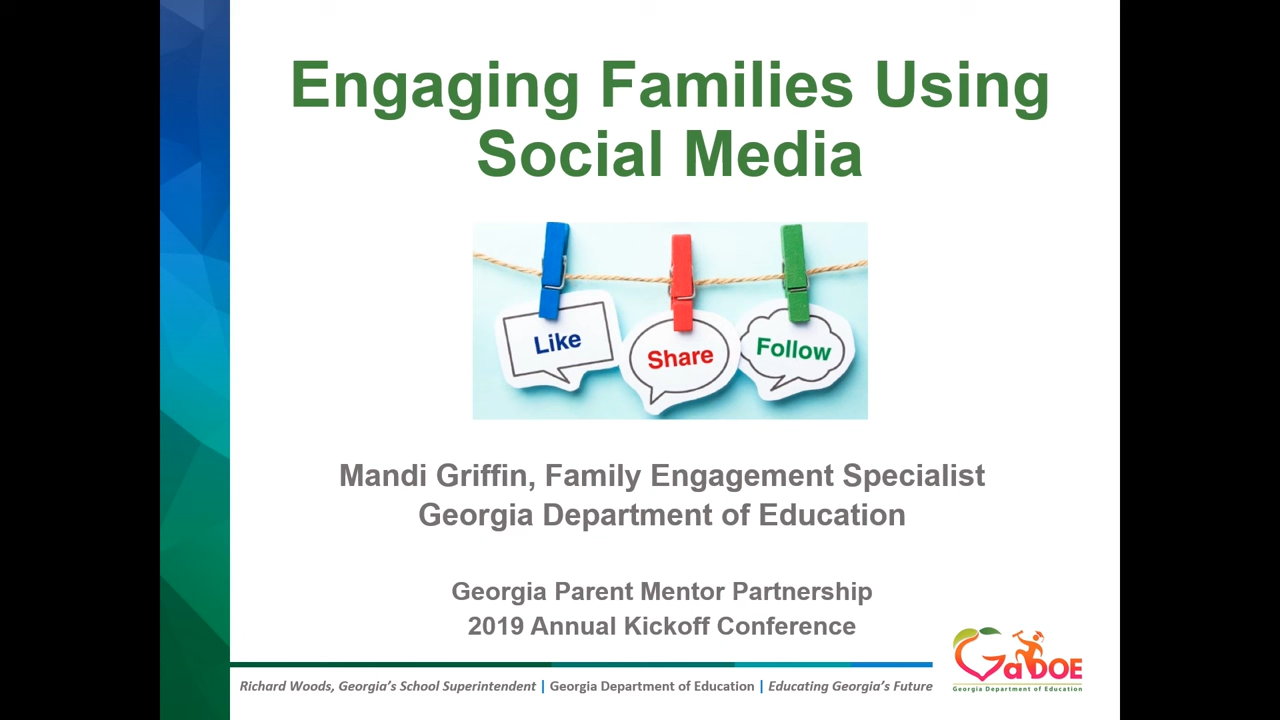 Engaging Families Using
Social Media
Like
Share
Follow
Mandi Griffin, Family Engagement Specialist
Georgia Department of Education
Georgia Parent Mentor Partnership
2019 Annual Kickoff Conference
Richard Woods, Georgia's School Superintendent | Georgia Department of Education | Educating Georgia's Future
GaDOE
Georgia Department of Education